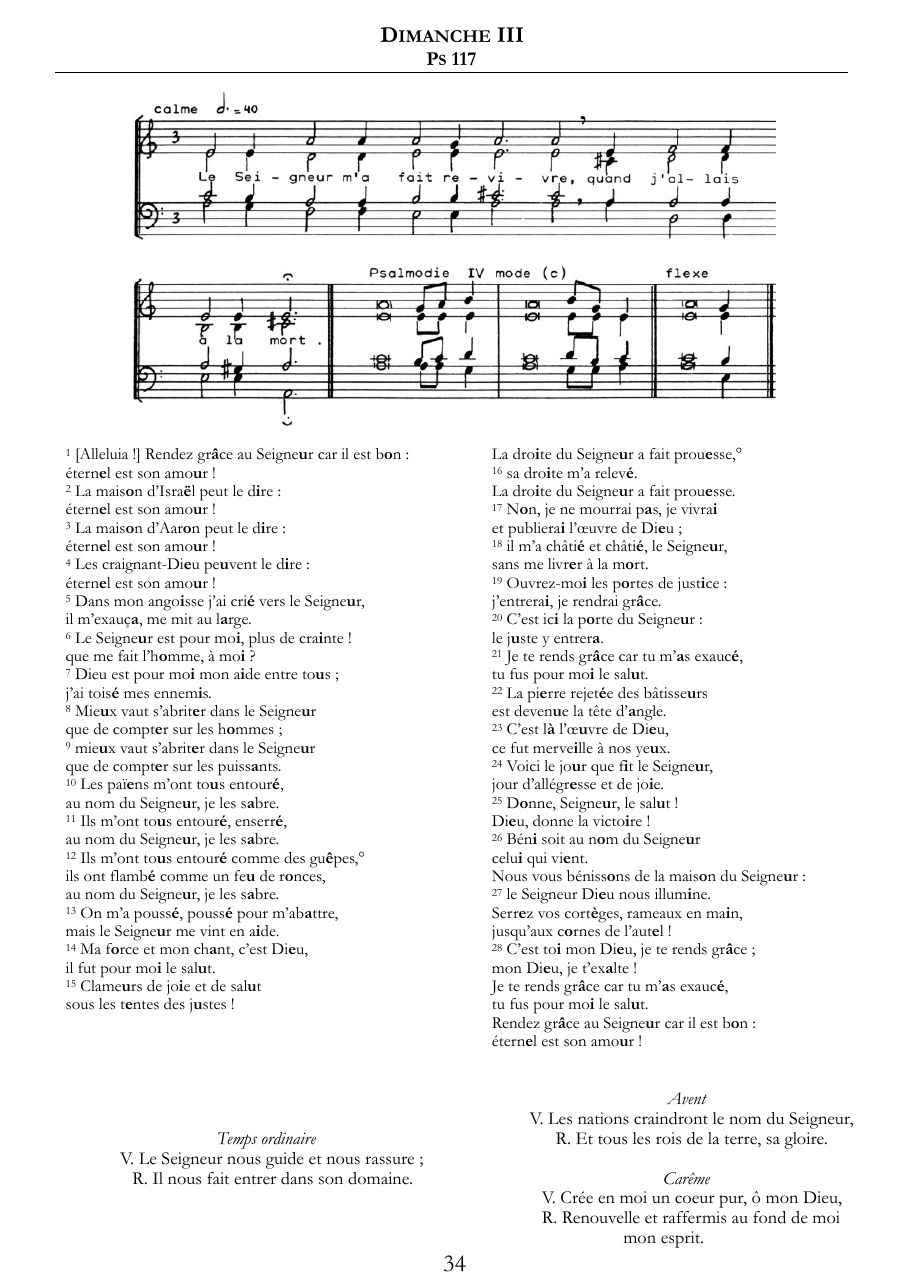 DIMANCHE III
PS 117
calme 𝅗𝅥. = 40
3
Le Sei - gneur m'a fait re - vi - vre, quand j'al- lais
3
Psalmodie IV mode (c) flexe
à la mort .
1 [Alleluia !] Rendez grâce au Seigneur car il est bon :
éternel est son amour !
2 La maison d’Israël peut le dire :
éternel est son amour !
3 La maison d’Aaron peut le dire :
éternel est son amour !
4 Les craignant-Dieu peuvent le dire :
éternel est son amour !
5 Dans mon angoisse j’ai crié vers le Seigneur,
il m’exauça, me mit au large.
6 Le Seigneur est pour moi, plus de crainte !
que me fait l’homme, à moi ?
7 Dieu est pour moi mon aide entre tous ;
j’ai toisé mes ennemis.
8 Mieux vaut s’abriter dans le Seigneur
que de compter sur les hommes ;
9 mieux vaut s’abriter dans le Seigneur
que de compter sur les puissants.
10 Les païens m’ont tous entouré,
au nom du Seigneur, je les sabre.
11 Ils m’ont tous entouré, enserré,
au nom du Seigneur, je les sabre.
12 Ils m’ont tous entouré comme des guêpes,°
ils ont flambé comme un feu de ronces,
au nom du Seigneur, je les sabre.
13 On m’a poussé, poussé pour m’abattre,
mais le Seigneur me vint en aide.
14 Ma force et mon chant, c’est Dieu,
il fut pour moi le salut.
15 Clameurs de joie et de salut
sous les tentes des justes !
La droite du Seigneur a fait prouesse,°
16 sa droite m’a relevé.
La droite du Seigneur a fait prouesse.
17 Non, je ne mourrai pas, je vivrai
et publierai l’œuvre de Dieu ;
18 il m’a châtié et châtié, le Seigneur,
sans me livrer à la mort.
19 Ouvrez-moi les portes de justice :
j’entrerai, je rendrai grâce.
20 C’est ici la porte du Seigneur :
le juste y entrera.
21 Je te rends grâce car tu m’as exaucé,
tu fus pour moi le salut.
22 La pierre rejetée des bâtisseurs
est devenue la tête d’angle.
23 C’est là l’œuvre de Dieu,
ce fut merveille à nos yeux.
24 Voici le jour que fit le Seigneur,
jour d’allégresse et de joie.
25 Donne, Seigneur, le salut !
Dieu, donne la victoire !
26 Béni soit au nom du Seigneur
celui qui vient.
Nous vous bénissons de la maison du Seigneur :
27 le Seigneur Dieu nous illumine.
Serrez vos cortèges, rameaux en main,
jusqu’aux cornes de l’autel !
28 C’est toi mon Dieu, je te rends grâce ;
mon Dieu, je t’exalte !
Je te rends grâce car tu m’as exaucé,
tu fus pour moi le salut.
Rendez grâce au Seigneur car il est bon :
éternel est son amour !
Temps ordinaire
V. Le Seigneur nous guide et nous rassure ;
R. Il nous fait entrer dans son domaine.
Avent
V. Les nations craindront le nom du Seigneur,
R. Et tous les rois de la terre, sa gloire.
Carême
V. Crée en moi un coeur pur, ô mon Dieu,
R. Renouvelle et raffermis au fond de moi
mon esprit.
34